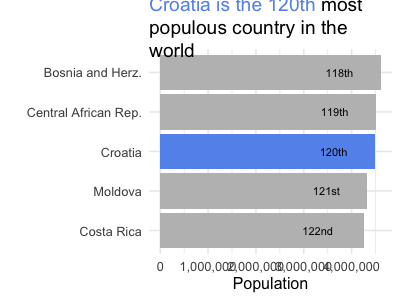 Croatia is the 120th most
populous country in the
world
Bosnia and Herz.
118th
Central African Rep.
119th
Croatia
120th
Moldova
121st
Costa Rica
122nd
0 1,000,000 2,000,000 3,000,000 4,000,000
Population